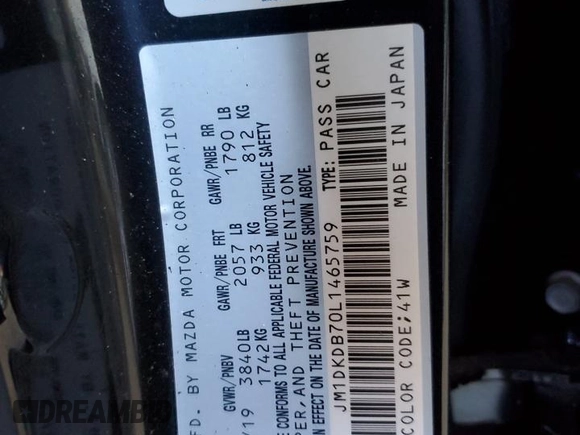 FD. BY MAZDA MOTOR CORPORATION
GVWR/PNBV GAWR/PNBE FRT GAWR/PNBE RR
/19 3840LB 2057 LB 1790 LB
1742KG 933 KG 812 KG
CONFORMS TO ALL APPLICABLE FEDERAL MOTOR VEHICLE SAFETY
PER,AND THEFT PREVENTION
IN EFFECT ON THE DATE OF MANUFACTURE SHOWN ABOVE.
JM1DKDB70L1465759 TYPE: PASS CAR
COLOR CODE;41W MADE IN JAPAN
DREAMBID